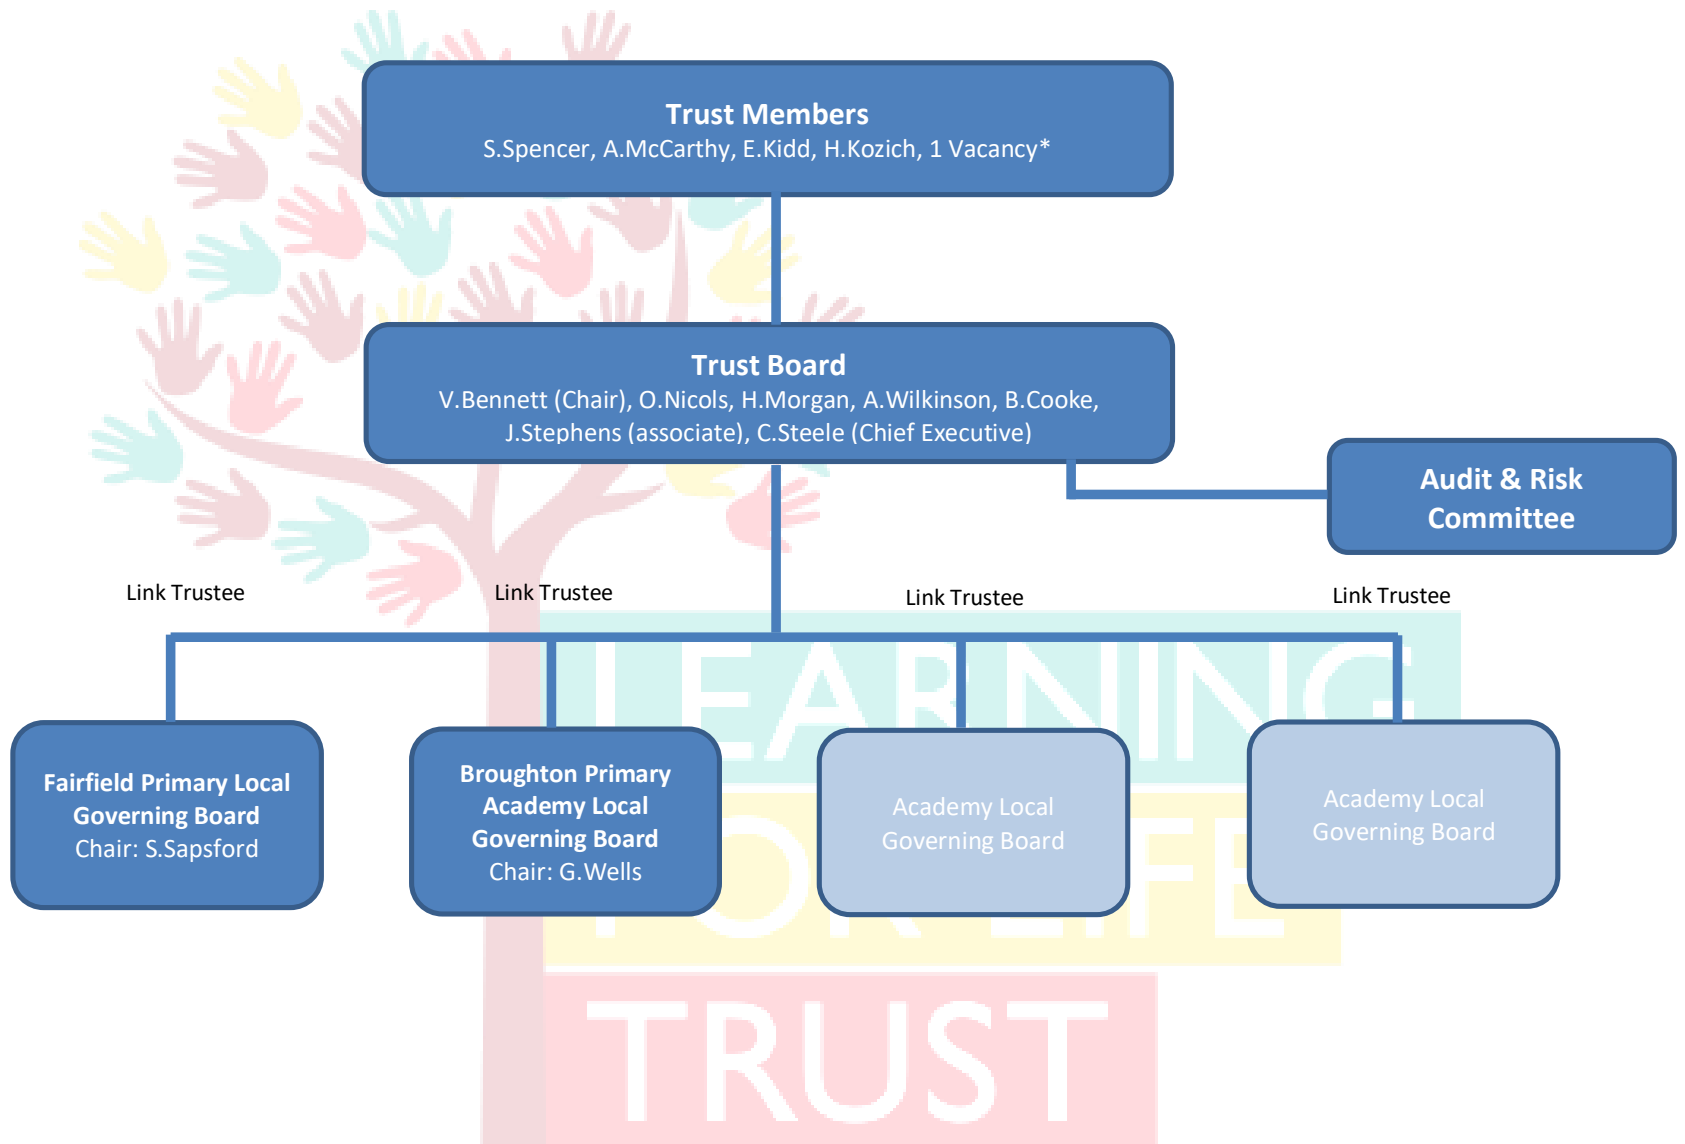 Trust Members
S.Spencer, A.McCarthy, E.Kidd, H.Kozich, 1 Vacancy*
Trust Board
V.Bennett (Chair), O.Nicols, H.Morgan, A.Wilkinson, B.Cooke,
J.Stephens (associate), C.Steele (Chief Executive)
Audit & Risk
Committee
Link Trustee
Link Trustee
Link Trustee
Link Trustee
Fairfield Primary Local
Governing Board
Chair: S.Sapsford
Broughton Primary
Academy Local
Governing Board
Chair: G.Wells
Academy Local
Governing Board
Academy Local
Governing Board
LEARNING
FOR LIFE
TRUST